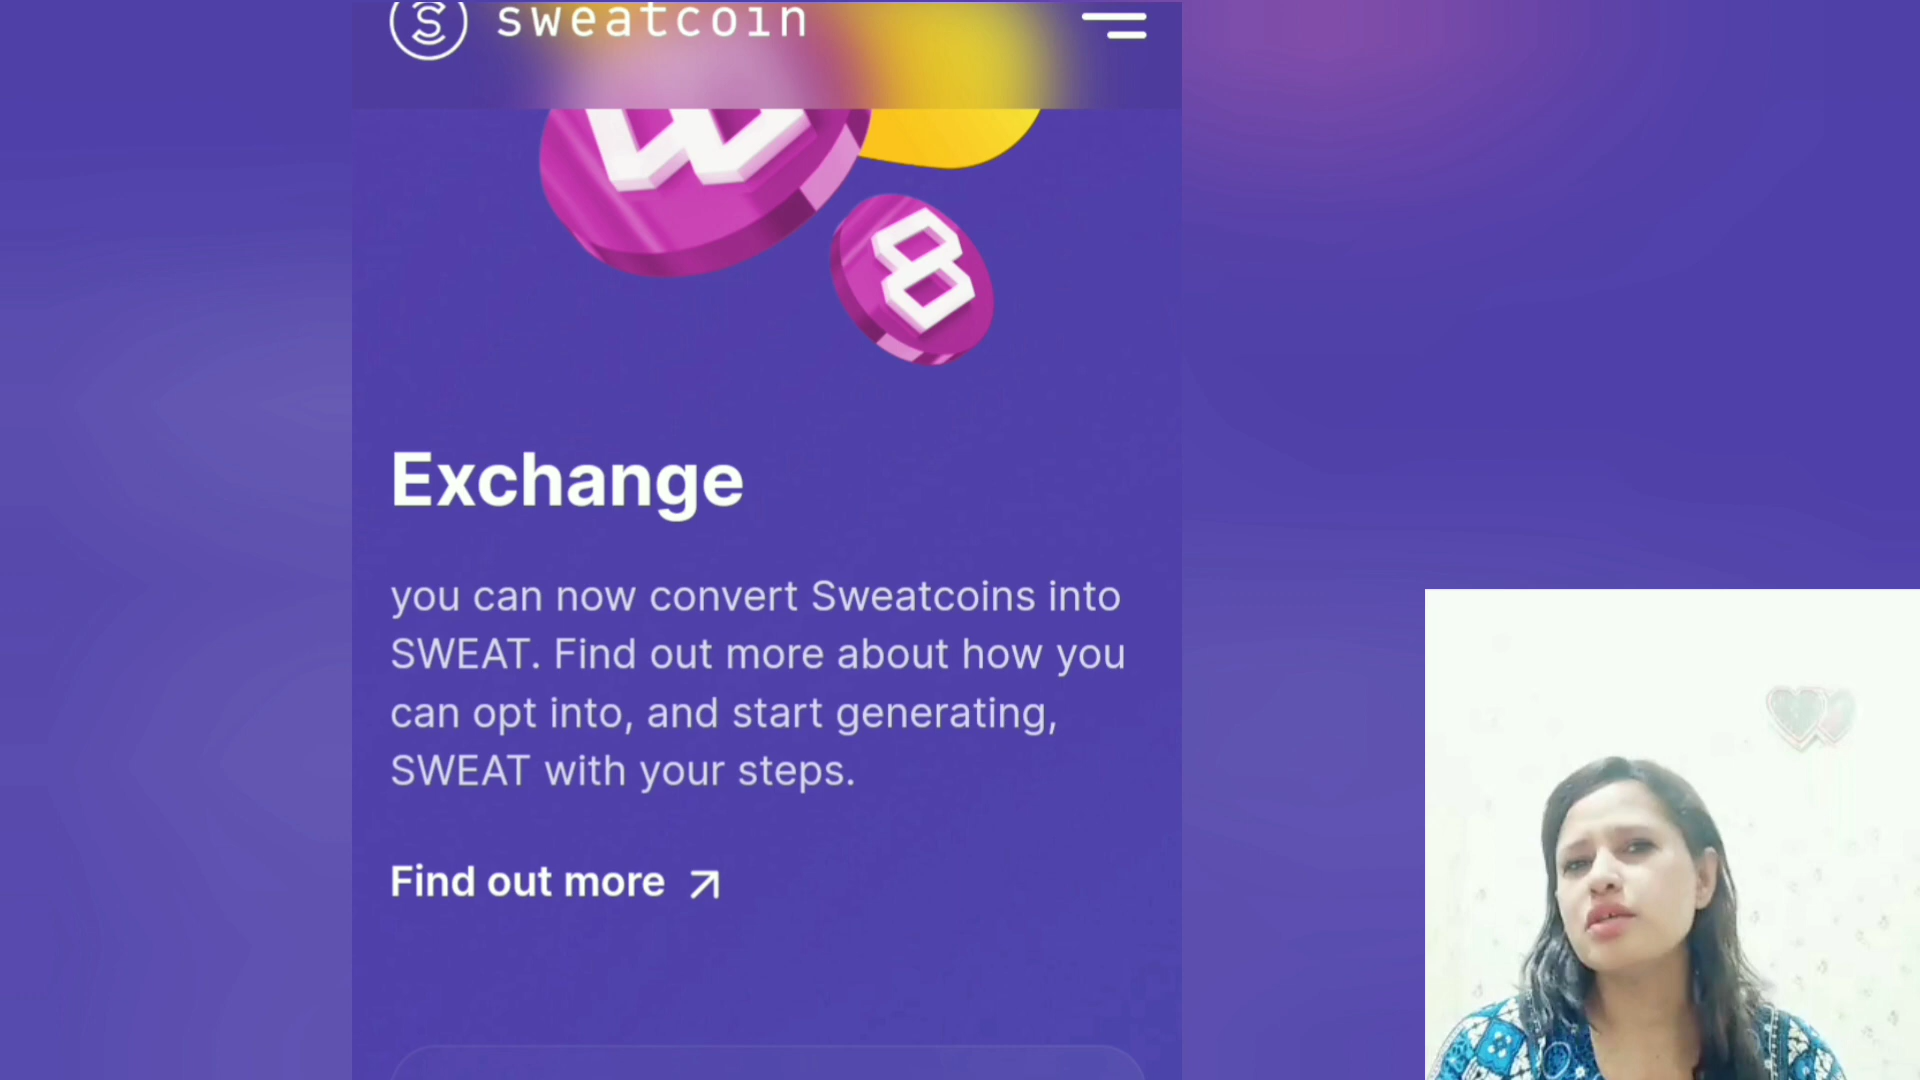 sweatcoin
W
8
Exchange
you can now convert Sweatcoins into
SWEAT. Find out more about how you
can opt into, and start generating,
SWEAT with your steps.
Find out more